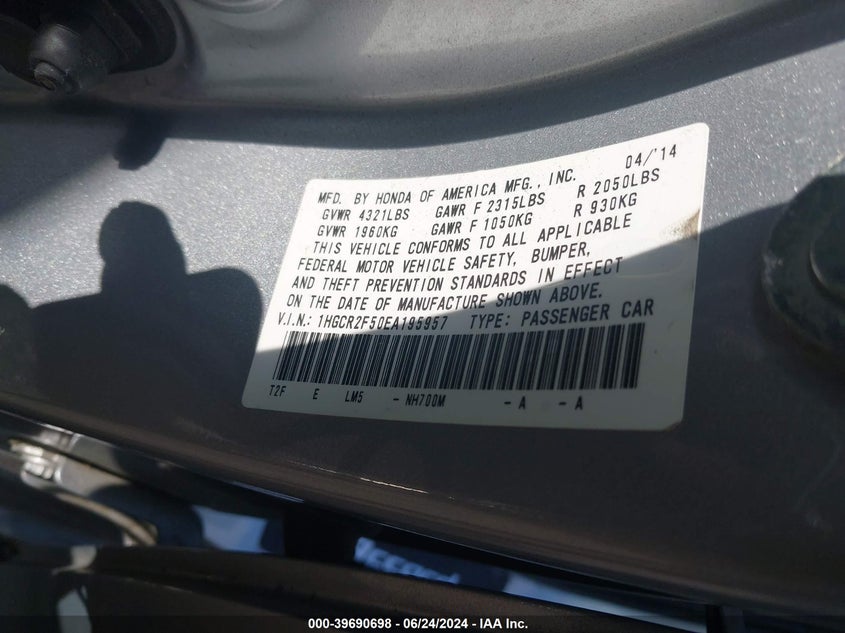 04/'14
MFD. BY HONDA OF AMERICA MFG., INC.
GVWR 4321LBS GAWR F 2315LBS R 2050LBS
GVWR 1960KG GAWR F 1050KG R 930KG
THIS VEHICLE CONFORMS TO ALL APPLICABLE
FEDERAL MOTOR VEHICLE SAFETY, BUMPER,
AND THEFT PREVENTION STANDARDS IN EFFECT
ON THE DATE OF MANUFACTURE SHOWN ABOVE.
V.I.N.: 1HGCR2F50EA195957 TYPE: PASSENGER CAR
T2F E LM5 - NH700M - A - A
Accord
000-39690698 - 06/24/2024 - IAA Inc.